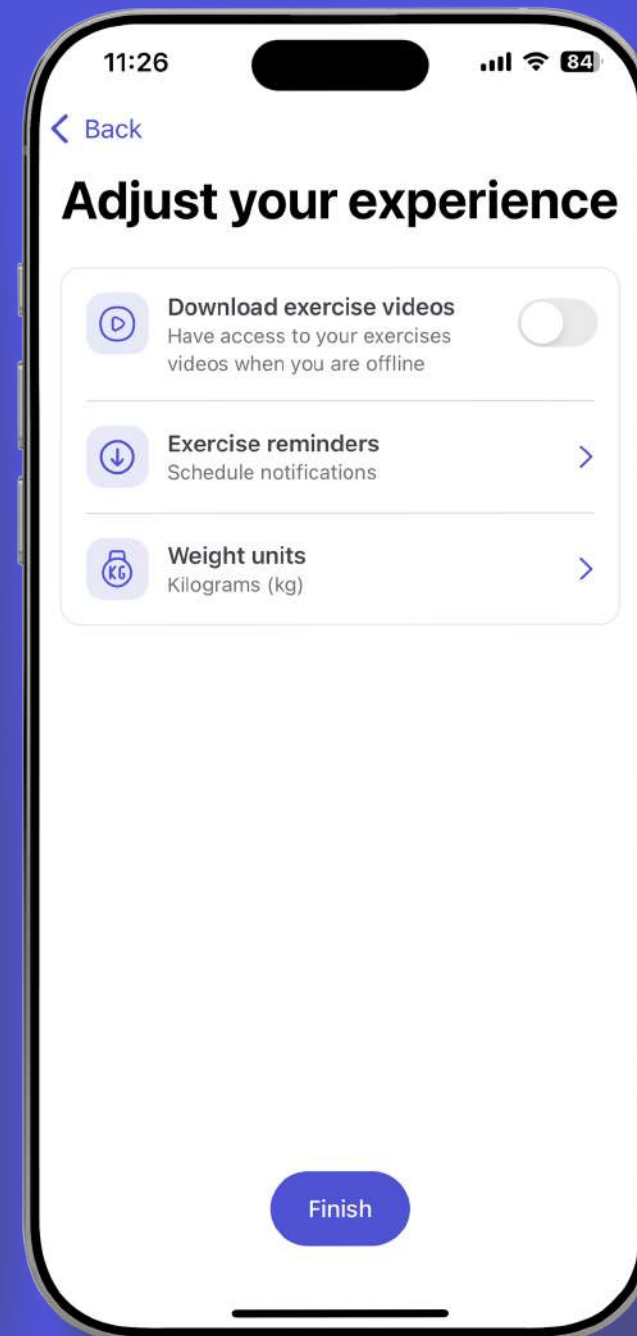 11:26
84
Back
Adjust your experience
Download exercise videos
Have access to your exercises
videos when you are offline
Exercise reminders
Schedule notifications
KG
Weight units
Kilograms (kg)
Finish